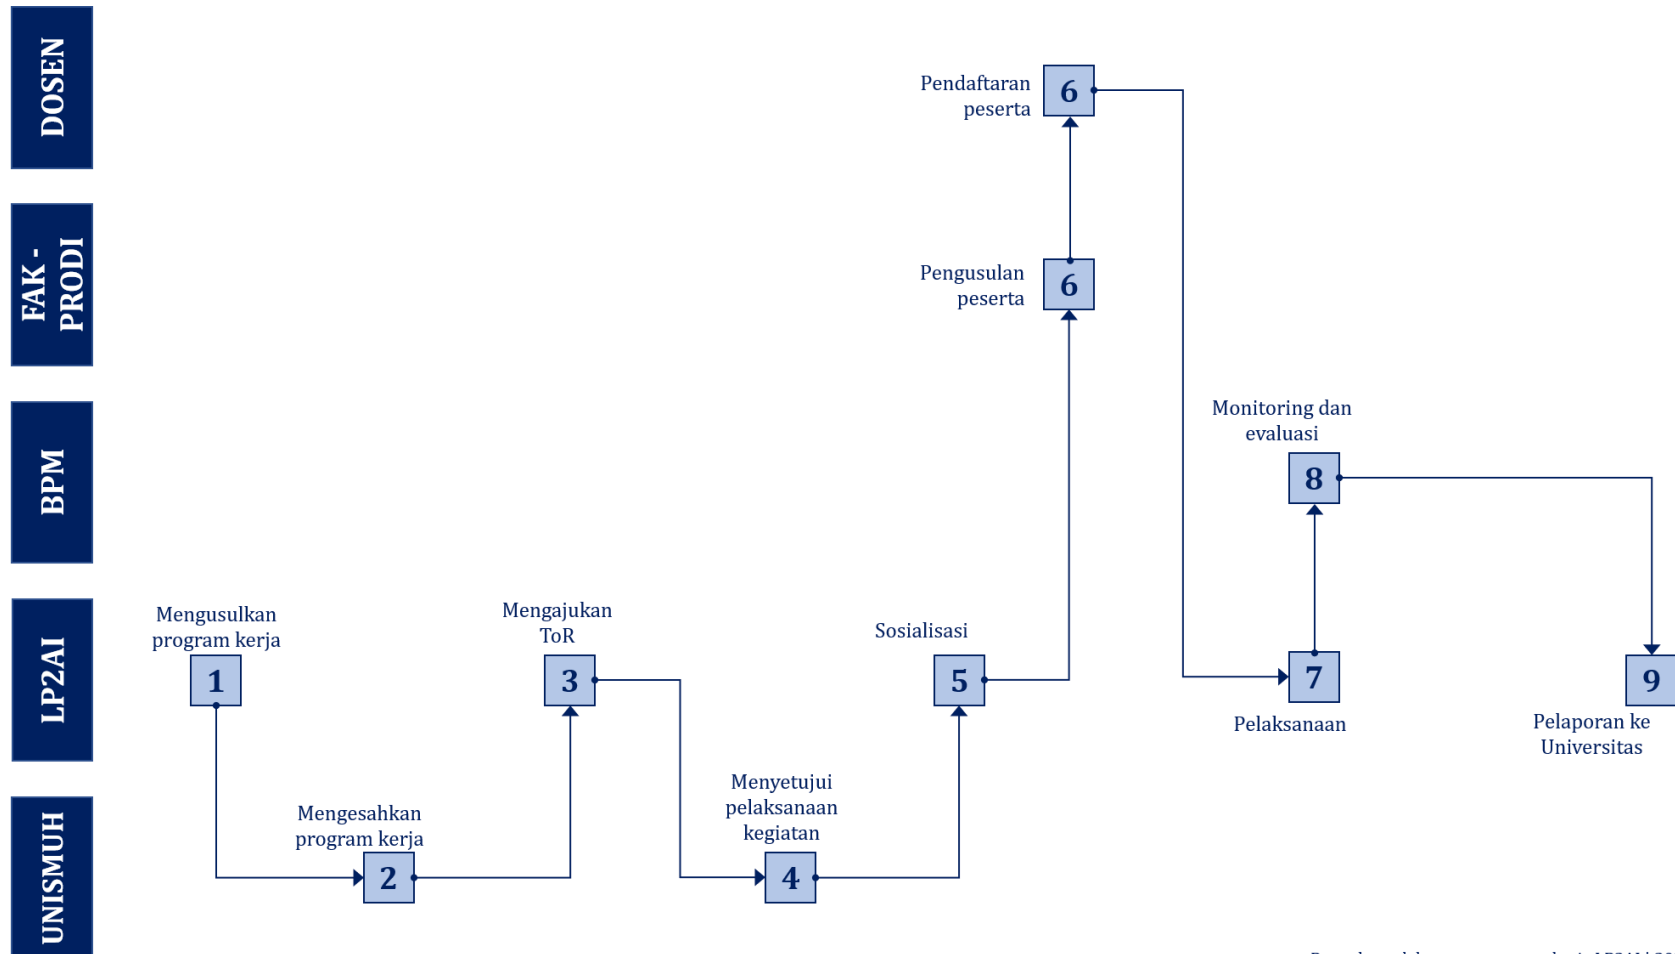 DOSEN
Pendaftaran
peserta
6
FAK -
PRODI
Pengusulan
peserta
6
BPM
Monitoring dan
evaluasi
8
LP2AI
Mengusulkan
program kerja
1
Mengajukan
ToR
3
Sosialisasi
5
7
Pelaksanaan
9
Pelaporan ke
Universitas
UNISMUH
Mengesahkan
program kerja
2
Menyetujui
pelaksanaan
kegiatan
4